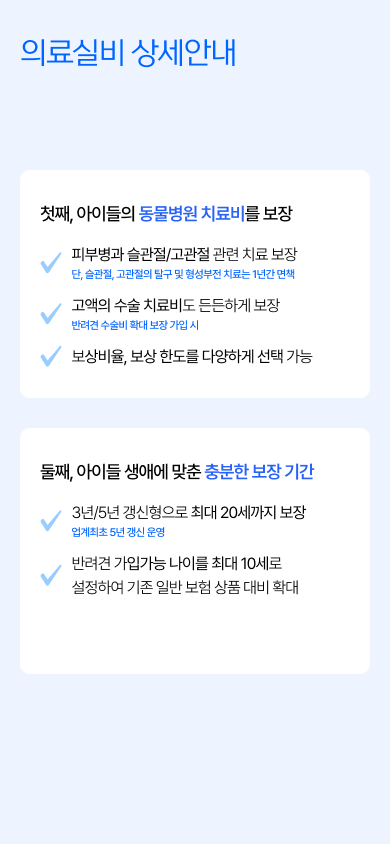 의료실비 상세안내
첫째, 아이들의 동물병원 치료비를 보장
피부병과 슬관절/고관절 관련 치료 보장
단, 슬관절, 고관절의 탈구 및 형성부전 치료는 1년간 면책
고액의 수술 치료비도 든든하게 보장
반려견 수술비 확대 보장 가입 시
보상비율, 보상 한도를 다양하게 선택 가능
둘째, 아이들 생애에 맞춘 충분한 보장 기간
3년/5년 갱신형으로 최대 20세까지 보장
업계최초 5년 갱신 운영
반려견 가입가능 나이를 최대 10세로
설정하여 기존 일반 보험 상품 대비 확대